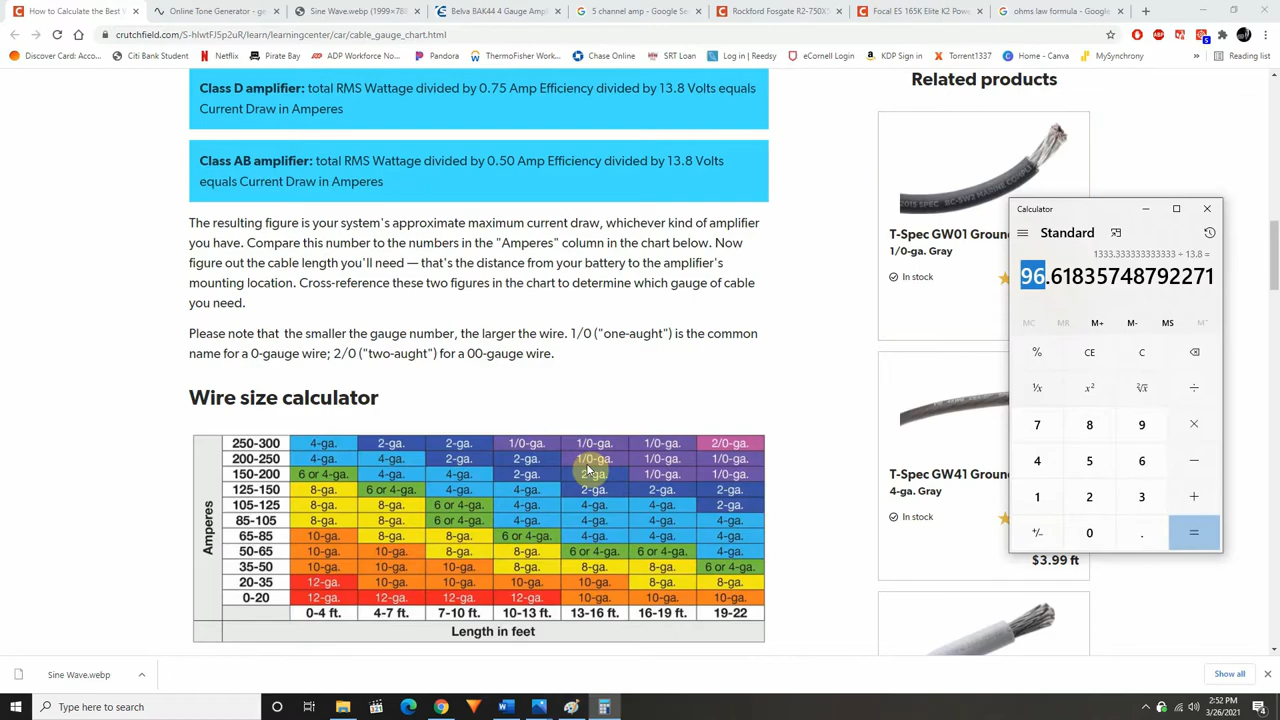 How to Calculate the Best
Online Tone Generator - ge
Sine Wave.webp (1999×788
Belva BAK44 4 Gauge Ampl
5 channel amp - Google Se
Rockford Fosgate R2-750X5
Focal ES 165K Elite K2 Pow
ohms law formula - Google
crutchfield.com/S-hlwtFJ5p2uR/learn/learningcenter/car/cable_gauge_chart.html
Discover Card: Acco...
Citi Bank Student
Netflix
Pirate Bay
ADP Workforce No...
Pandora
ThermoFisher Work...
Chase Online
SRT Loan
Log in | Reedsy
eCornell Login
KDP Sign in
Torrent1337
Home - Canva
MySynchrony
»
Reading list
Class D amplifier: total RMS Wattage divided by 0.75 Amp Efficiency divided by 13.8 Volts equals
Current Draw in Amperes
Class AB amplifier: total RMS Wattage divided by 0.50 Amp Efficiency divided by 13.8 Volts
equals Current Draw in Amperes
The resulting figure is your system's approximate maximum current draw, whichever kind of amplifier
you have. Compare this number to the numbers in the "Amperes" column in the chart below. Now
figure out the cable length you'll need — that's the distance from your battery to the amplifier's
mounting location. Cross-reference these two figures in the chart to determine which gauge of cable
you need.
Please note that the smaller the gauge number, the larger the wire. 1/0 ("one-aught") is the common
name for a 0-gauge wire; 2/0 ("two-aught") for a 00-gauge wire.
Wire size calculator
Amperes
250-300 4-ga. 2-ga. 2-ga. 1/0-ga. 1/0-ga. 1/0-ga. 2/0-ga.
200-250 4-ga. 4-ga. 2-ga. 2-ga. 1/0-ga. 1/0-ga. 1/0-ga.
150-200 6 or 4-ga. 4-ga. 4-ga. 2-ga. 2-ga. 1/0-ga. 1/0-ga.
125-150 8-ga. 6 or 4-ga. 4-ga. 4-ga. 2-ga. 2-ga. 2-ga.
105-125 8-ga. 8-ga. 6 or 4-ga. 4-ga. 4-ga. 4-ga. 2-ga.
85-105 8-ga. 8-ga. 6 or 4-ga. 4-ga. 4-ga. 4-ga. 4-ga.
65-85 10-ga. 8-ga. 8-ga. 6 or 4-ga. 4-ga. 4-ga. 4-ga.
50-65 10-ga. 10-ga. 8-ga. 8-ga. 6 or 4-ga. 6 or 4-ga. 4-ga.
35-50 10-ga. 10-ga. 10-ga. 8-ga. 8-ga. 8-ga. 6 or 4-ga.
20-35 12-ga. 10-ga. 10-ga. 10-ga. 10-ga. 8-ga. 8-ga.
0-20 12-ga. 12-ga. 12-ga. 12-ga. 10-ga. 10-ga. 10-ga.
0-4 ft. 4-7 ft. 7-10 ft. 10-13 ft. 13-16 ft. 16-19 ft. 19-22
Length in feet
Related products
T-Spec GW01 Groun
1/0-ga. Gray
In stock
T-Spec GW41 Groun
4-ga. Gray
In stock
$3.99 ft
Calculator
Standard
1333.333333333333 ÷ 13.8 =
96.61835748792271
MC MR M+ M- MS
% CE C
¹/x x² ²√x ÷
7 8 9 ×
4 5 6 −
1 2 3 +
+/− 0 . =
Sine Wave.webp
Show all
Type here to search
2:52 PM
3/26/2021
4